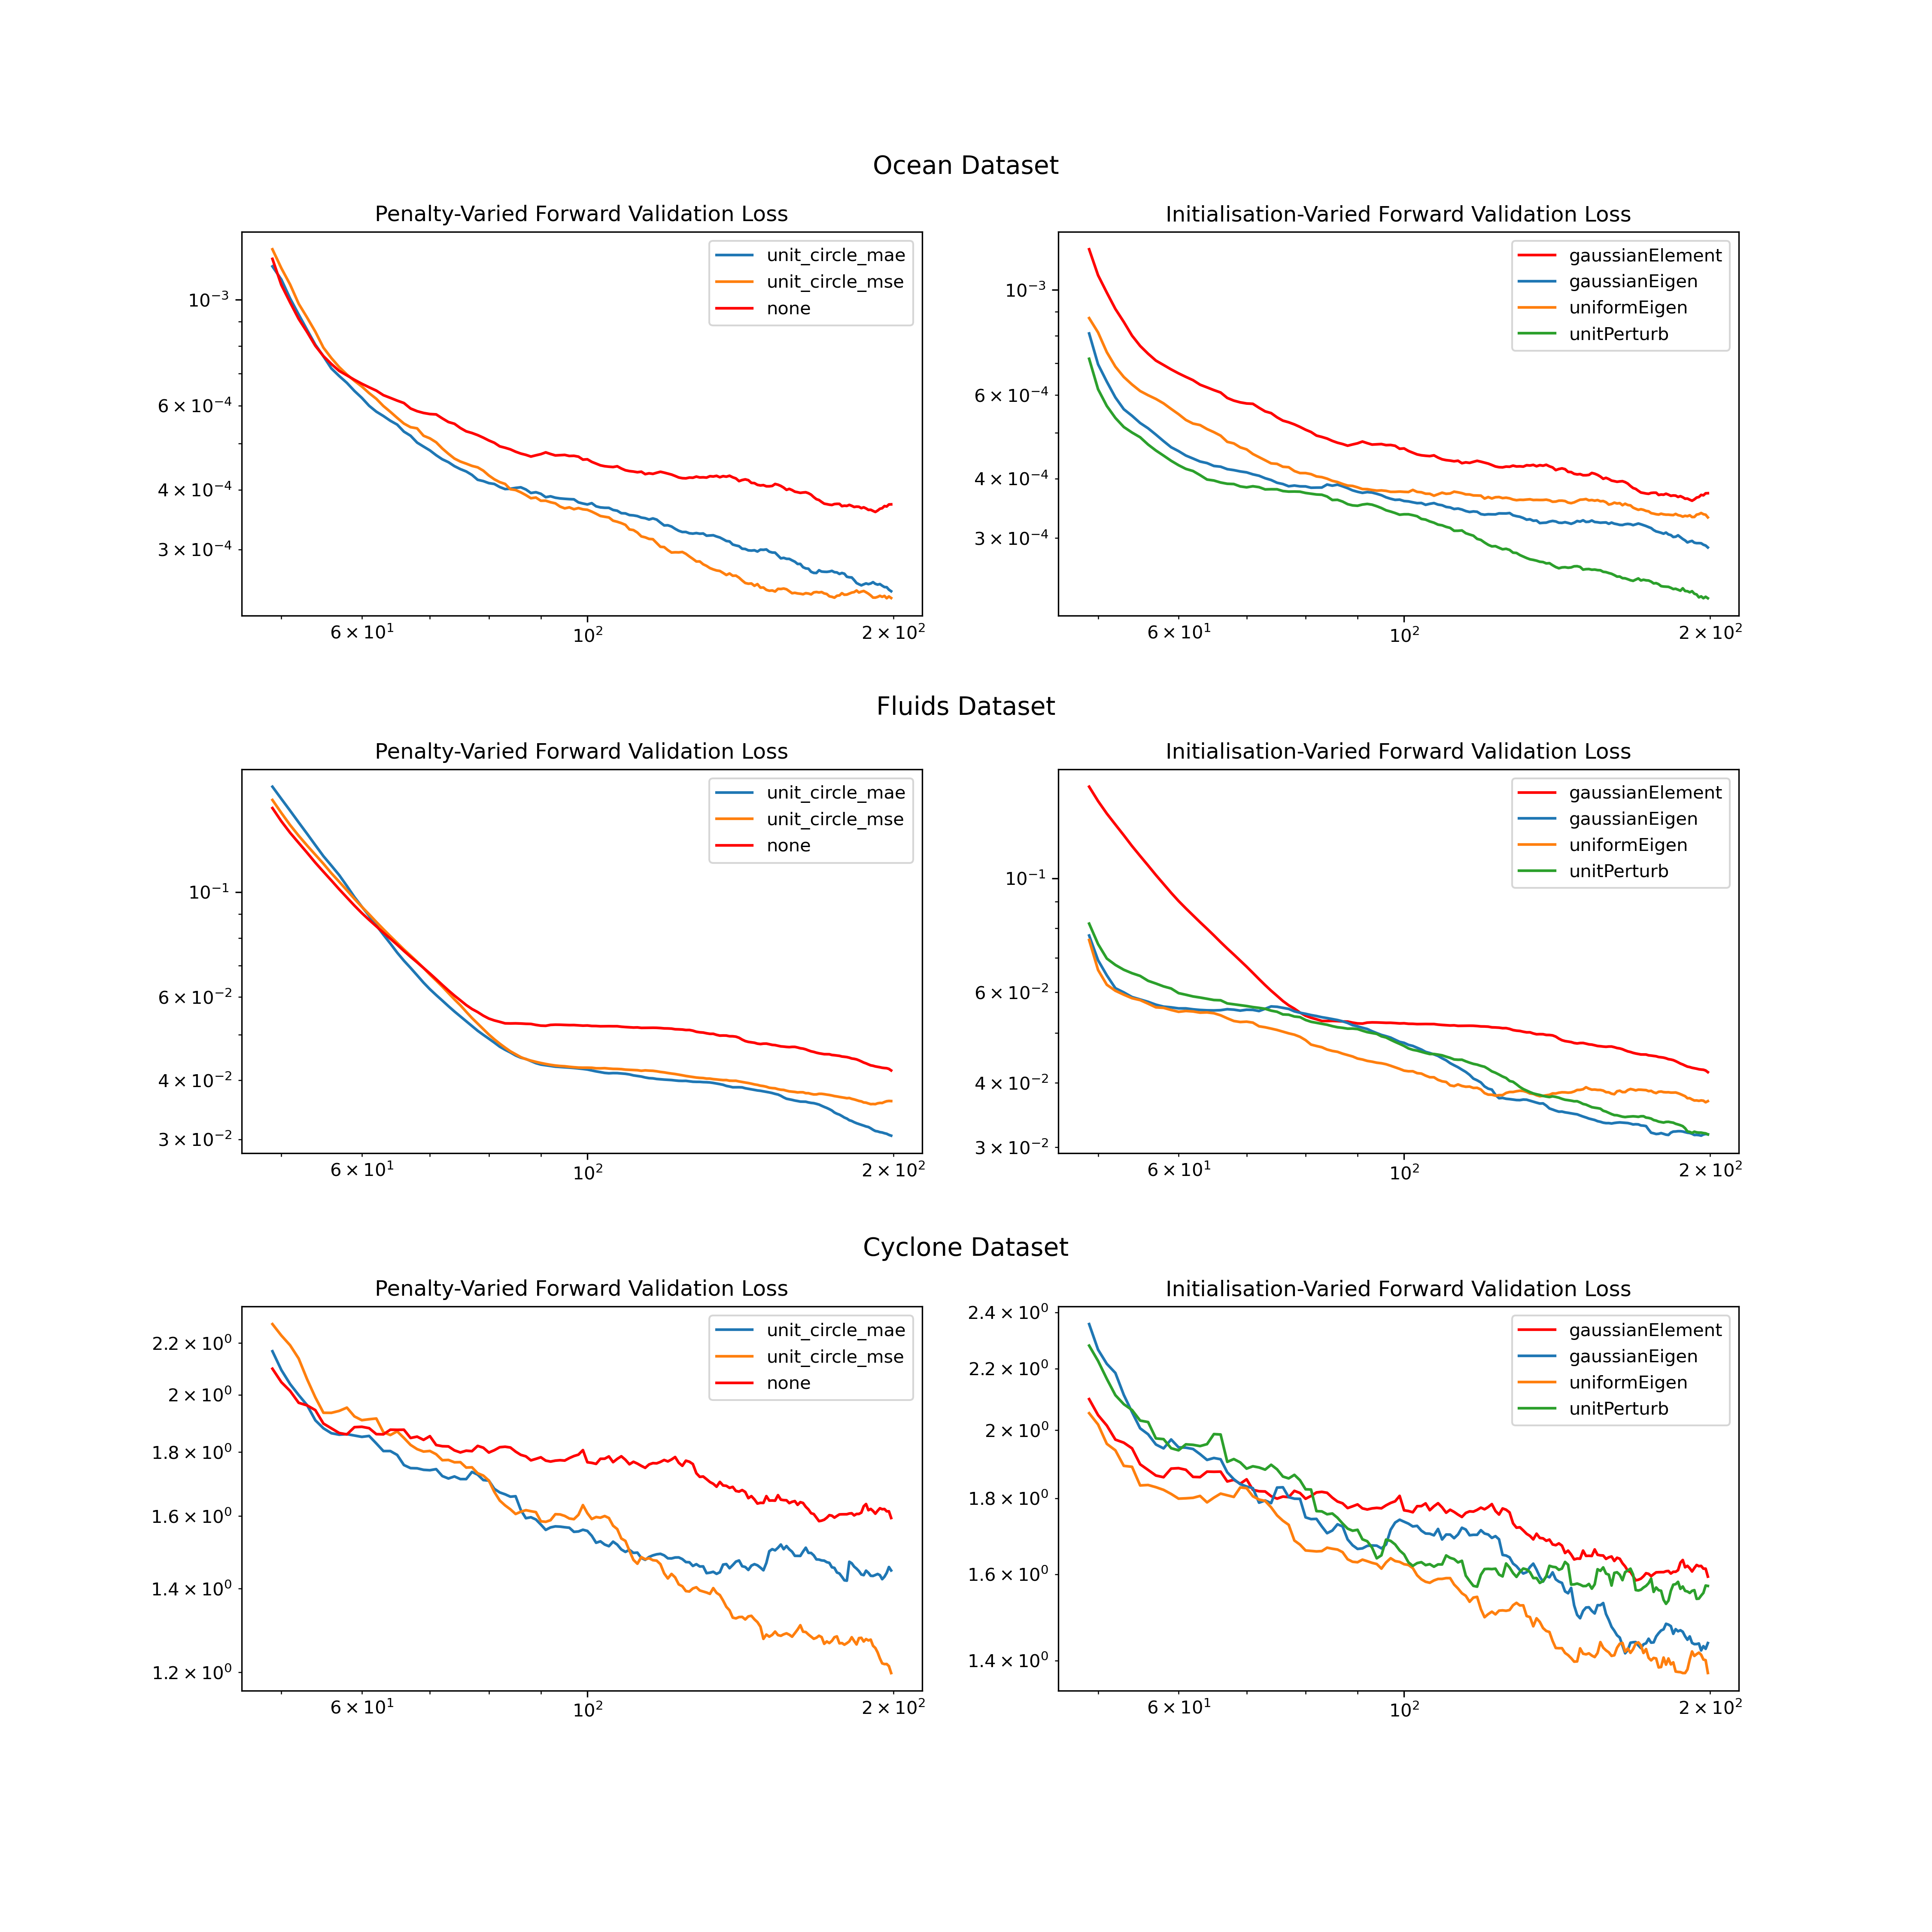 Ocean Dataset
Penalty-Varied Forward Validation Loss
unit_circle_mae
unit_circle_mse
none
10⁻³
6 × 10⁻⁴
4 × 10⁻⁴
3 × 10⁻⁴
6 × 10¹ 10² 2 × 10²
Initialisation-Varied Forward Validation Loss
gaussianElement
gaussianEigen
uniformEigen
unitPerturb
10⁻³
6 × 10⁻⁴
4 × 10⁻⁴
3 × 10⁻⁴
6 × 10¹ 10² 2 × 10²
Fluids Dataset
Penalty-Varied Forward Validation Loss
unit_circle_mae
unit_circle_mse
none
10⁻¹
6 × 10⁻²
4 × 10⁻²
3 × 10⁻²
6 × 10¹ 10² 2 × 10²
Initialisation-Varied Forward Validation Loss
gaussianElement
gaussianEigen
uniformEigen
unitPerturb
10⁻¹
6 × 10⁻²
4 × 10⁻²
3 × 10⁻²
6 × 10¹ 10² 2 × 10²
Cyclone Dataset
Penalty-Varied Forward Validation Loss
unit_circle_mae
unit_circle_mse
none
2.2 × 10⁰
2 × 10⁰
1.8 × 10⁰
1.6 × 10⁰
1.4 × 10⁰
1.2 × 10⁰
6 × 10¹ 10² 2 × 10²
Initialisation-Varied Forward Validation Loss
gaussianElement
gaussianEigen
uniformEigen
unitPerturb
2.4 × 10⁰
2.2 × 10⁰
2 × 10⁰
1.8 × 10⁰
1.6 × 10⁰
1.4 × 10⁰
6 × 10¹ 10² 2 × 10²